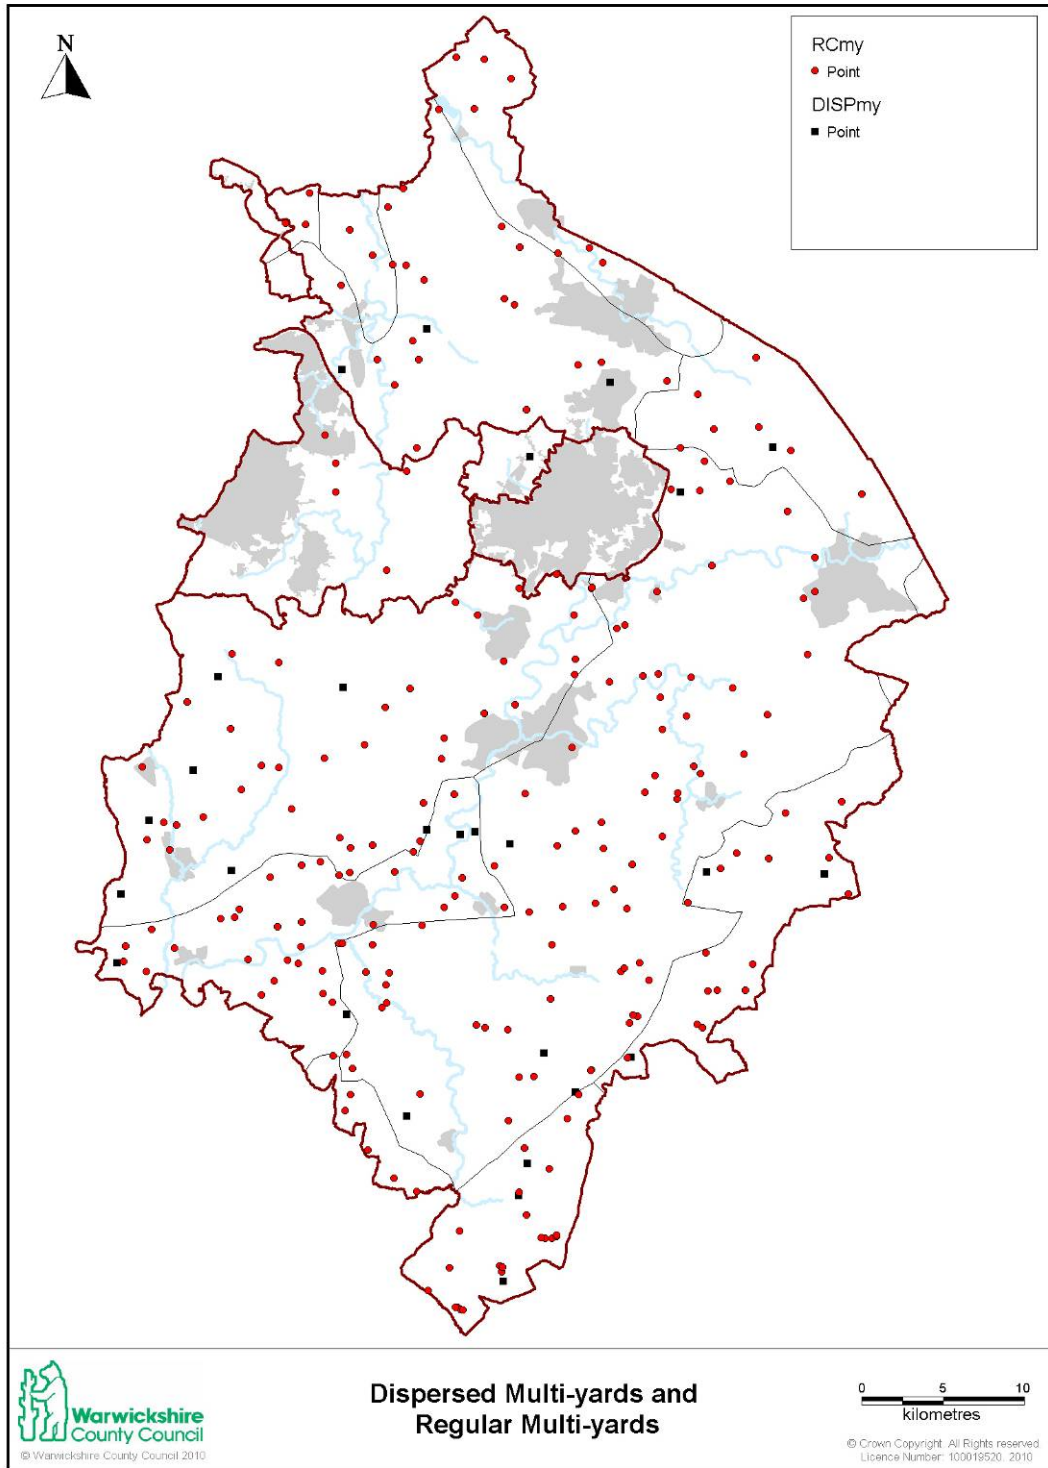 N
RCmy
Point
DISPmy
Point
Warwickshire
County Council
© Warwickshire County Council 2010
Dispersed Multi-yards and
Regular Multi-yards
0 5 10
kilometres
© Crown Copyright. All Rights reserved
Licence Number: 100019520. 2010